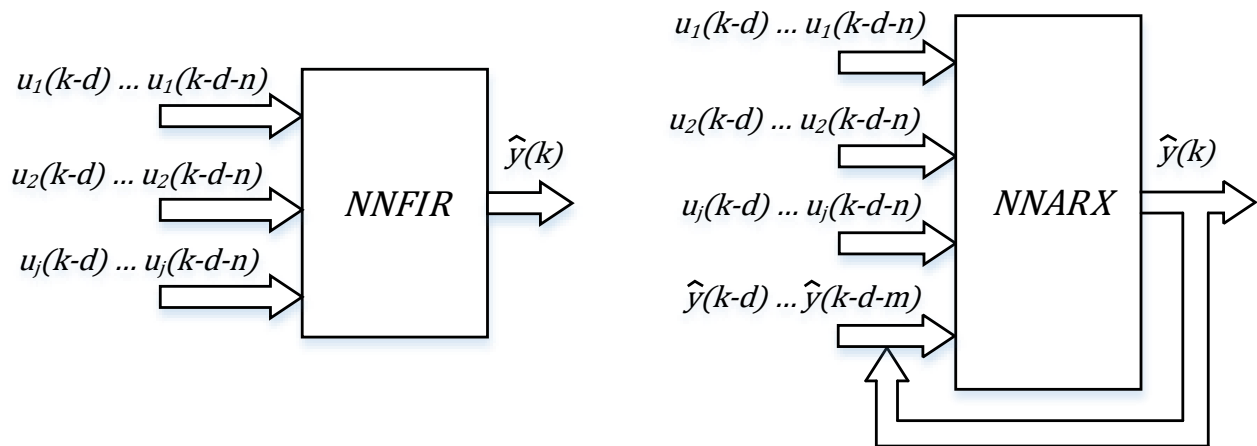 u₁(k-d) ... u₁(k-d-n)
u₂(k-d) ... u₂(k-d-n)
uⱼ(k-d) ... uⱼ(k-d-n)
NNFIR
ŷ(k)
u₁(k-d) ... u₁(k-d-n)
u₂(k-d) ... u₂(k-d-n)
uⱼ(k-d) ... uⱼ(k-d-n)
ŷ(k-d) ... ŷ(k-d-m)
NNARX
ŷ(k)